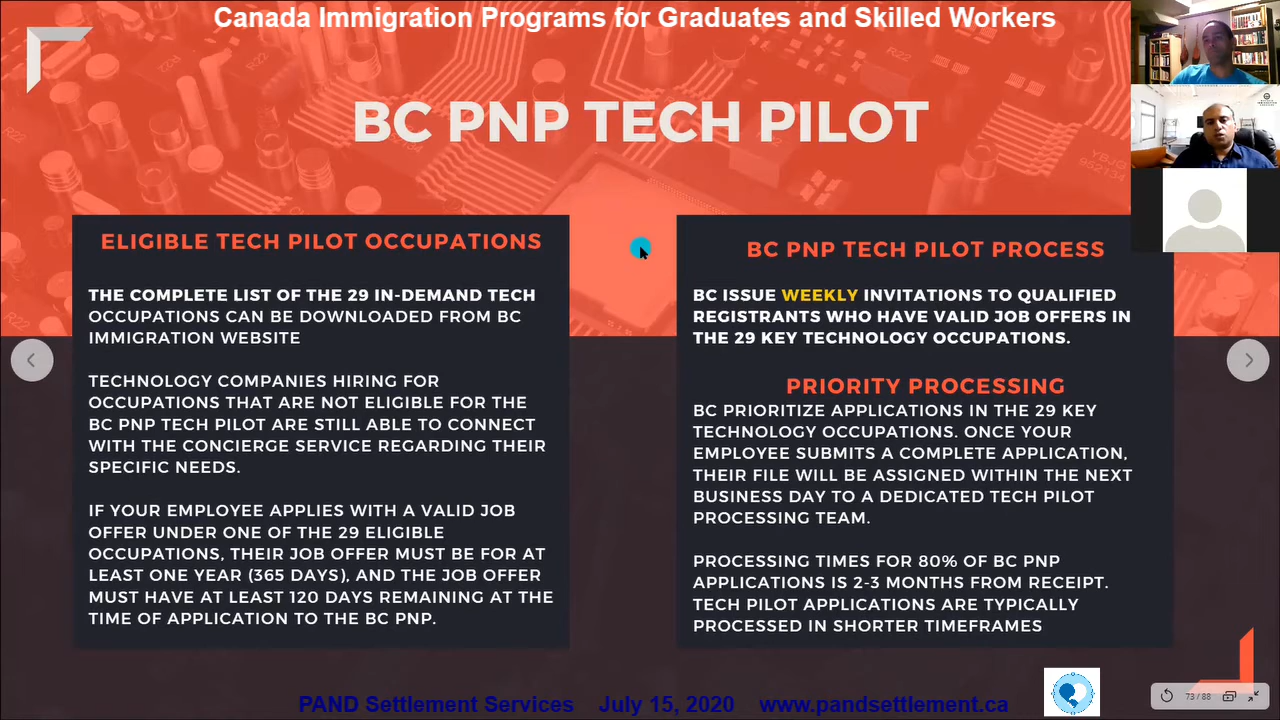 Canada Immigration Programs for Graduates and Skilled Workers
BC PNP TECH PILOT
ELIGIBLE TECH PILOT OCCUPATIONS
THE COMPLETE LIST OF THE 29 IN-DEMAND TECH
OCCUPATIONS CAN BE DOWNLOADED FROM BC
IMMIGRATION WEBSITE
TECHNOLOGY COMPANIES HIRING FOR
OCCUPATIONS THAT ARE NOT ELIGIBLE FOR THE
BC PNP TECH PILOT ARE STILL ABLE TO CONNECT
WITH THE CONCIERGE SERVICE REGARDING THEIR
SPECIFIC NEEDS.
IF YOUR EMPLOYEE APPLIES WITH A VALID JOB
OFFER UNDER ONE OF THE 29 ELIGIBLE
OCCUPATIONS, THEIR JOB OFFER MUST BE FOR AT
LEAST ONE YEAR (365 DAYS), AND THE JOB OFFER
MUST HAVE AT LEAST 120 DAYS REMAINING AT THE
TIME OF APPLICATION TO THE BC PNP.
BC PNP TECH PILOT PROCESS
BC ISSUE WEEKLY INVITATIONS TO QUALIFIED
REGISTRANTS WHO HAVE VALID JOB OFFERS IN
THE 29 KEY TECHNOLOGY OCCUPATIONS.
PRIORITY PROCESSING
BC PRIORITIZE APPLICATIONS IN THE 29 KEY
TECHNOLOGY OCCUPATIONS. ONCE YOUR
EMPLOYEE SUBMITS A COMPLETE APPLICATION,
THEIR FILE WILL BE ASSIGNED WITHIN THE NEXT
BUSINESS DAY TO A DEDICATED TECH PILOT
PROCESSING TEAM.
PROCESSING TIMES FOR 80% OF BC PNP
APPLICATIONS IS 2-3 MONTHS FROM RECEIPT.
TECH PILOT APPLICATIONS ARE TYPICALLY
PROCESSED IN SHORTER TIMEFRAMES
PAND Settlement Services July 15, 2020 www.pandsettlement.ca
73 / 88